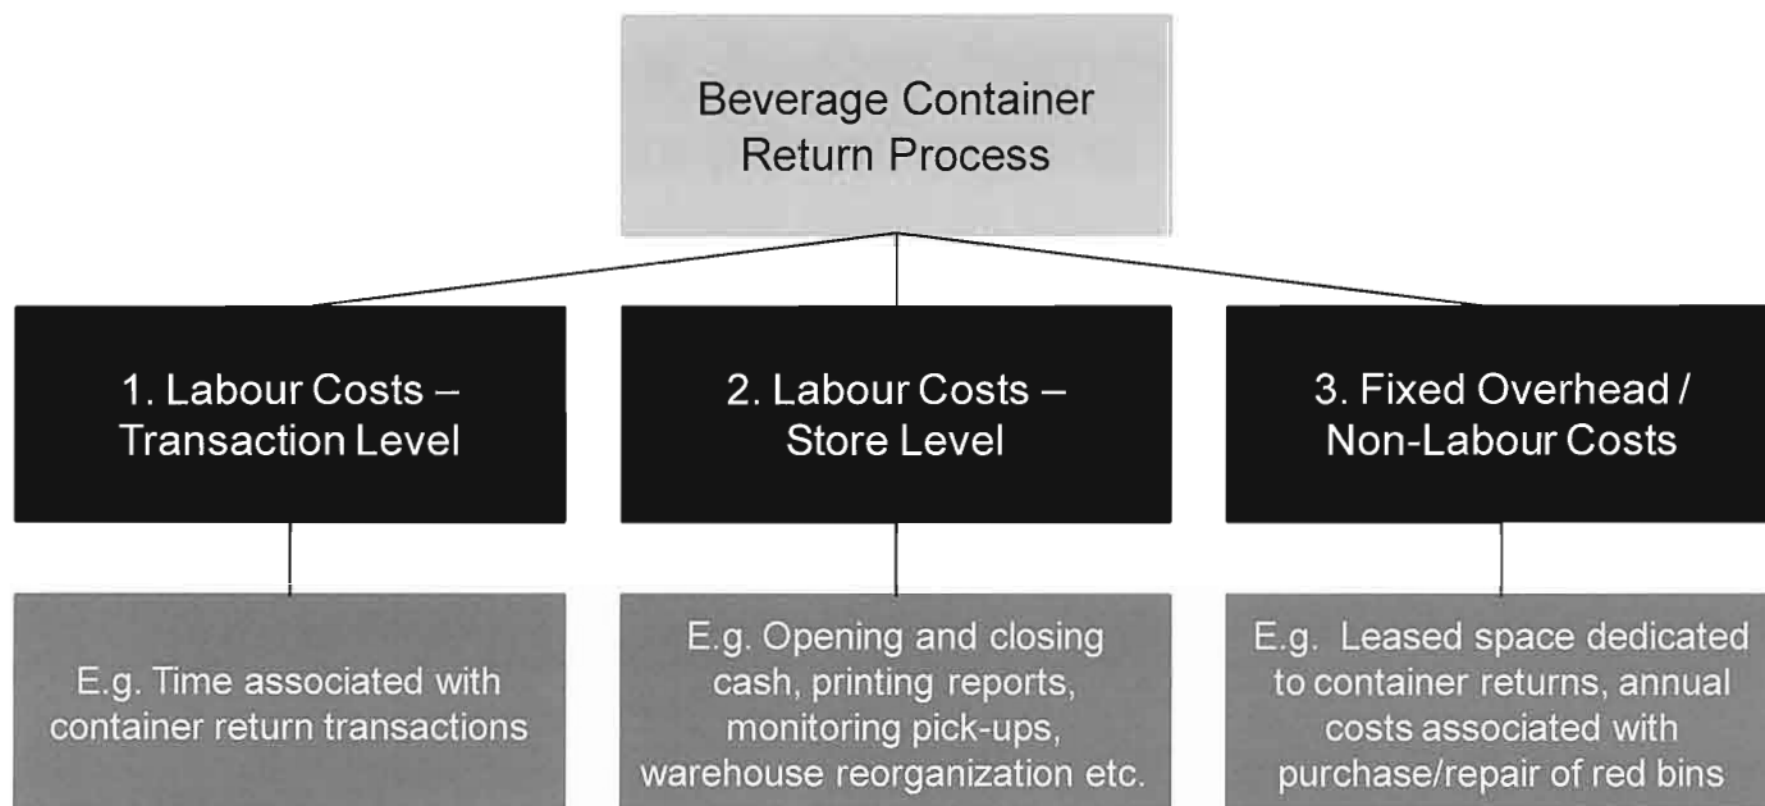 Beverage Container
Return Process
1. Labour Costs –
Transaction Level
2. Labour Costs –
Store Level
3. Fixed Overhead /
Non-Labour Costs
E.g. Time associated with
container return transactions
E.g. Opening and closing
cash, printing reports,
monitoring pick-ups,
warehouse reorganization etc.
E.g. Leased space dedicated
to container returns, annual
costs associated with
purchase/repair of red bins